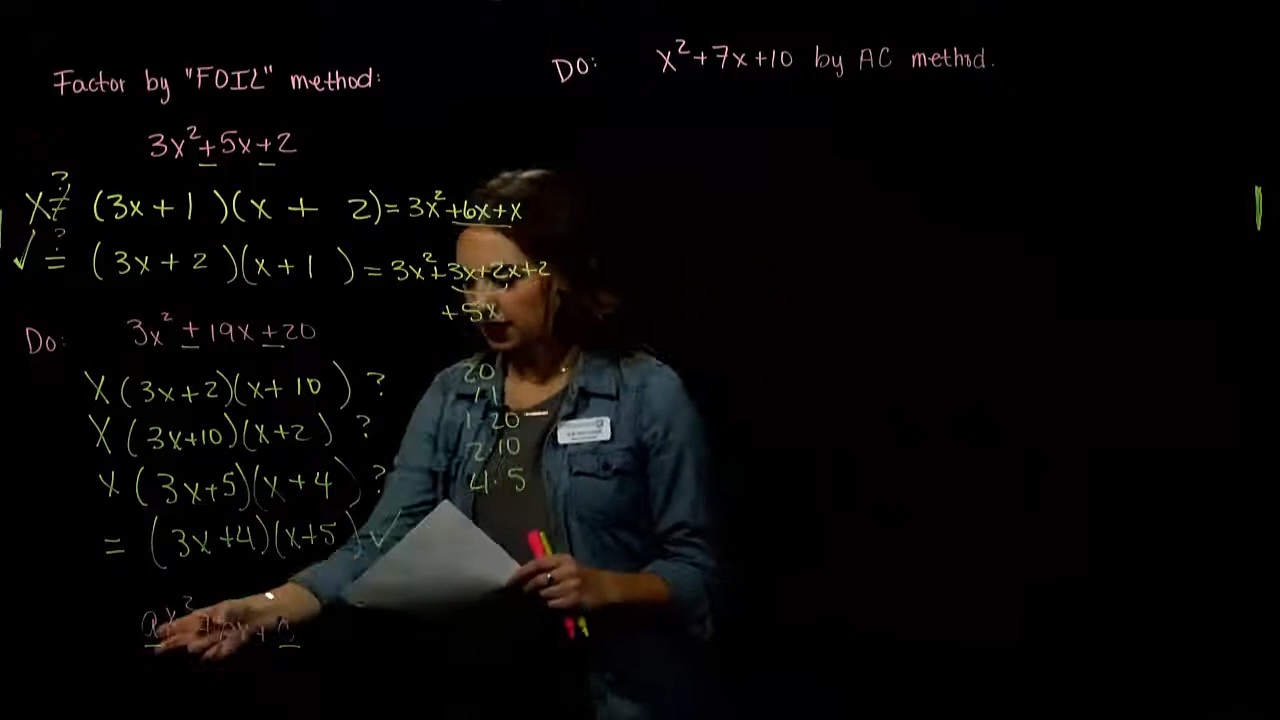 Factor by "FOIL" method:
3x²+5x+2
X ≠? (3x+1)(x + 2)=3x²+6x+x
✓ =? (3x+2)(x+1)=3x²+3x+2x+2
+5x
Do: 3x²+19x+20
X (3x+2)(x+10)?
X (3x+10)(x+2)?
X (3x+5)(x+4)?
= (3x+4)(x+5)✓
20
1·20
2·10
4·5
DO: x²+7x+10 by AC method.